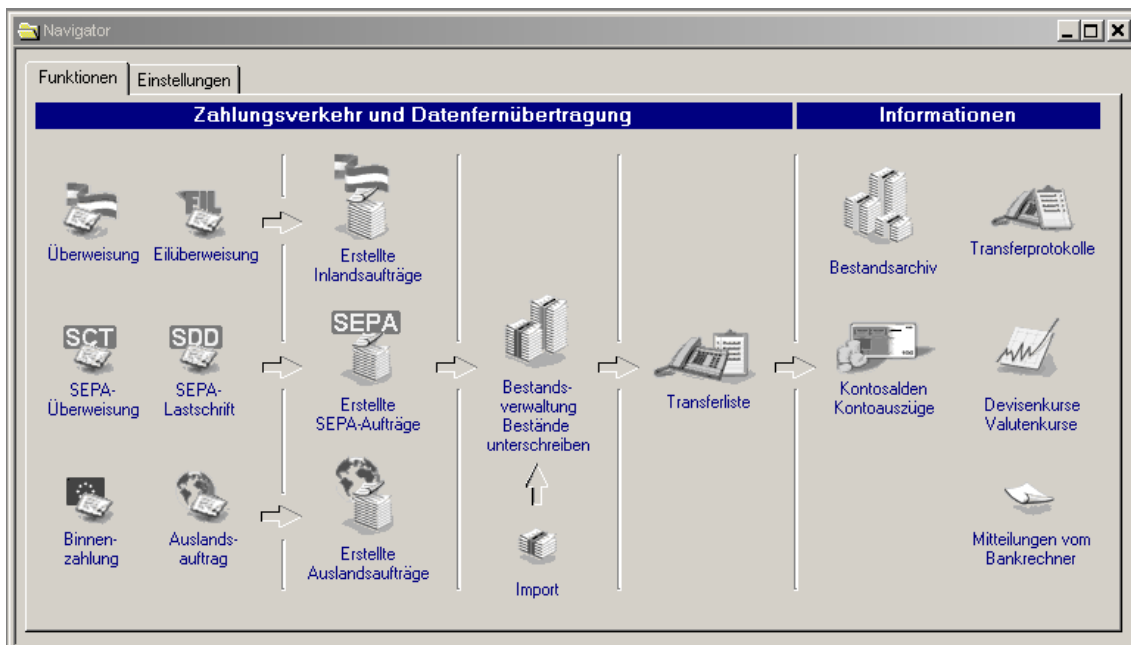 Navigator
Funktionen
Einstellungen
Zahlungsverkehr und Datenfernübertragung
Informationen
Überweisung
EIL
Eilüberweisung
Erstellte
Inlandsaufträge
Bestandsarchiv
Transferprotokolle
SCT
SEPA-
Überweisung
SDD
SEPA-
Lastschrift
SEPA
Erstellte
SEPA-Aufträge
Bestands-
verwaltung
Bestände
unterschreiben
Transferliste
Kontosalden
Kontoauszüge
Devisenkurse
Valutenkurse
Binnen-
zahlung
Auslands-
auftrag
Erstellte
Auslandsaufträge
Import
Mitteilungen vom
Bankrechner